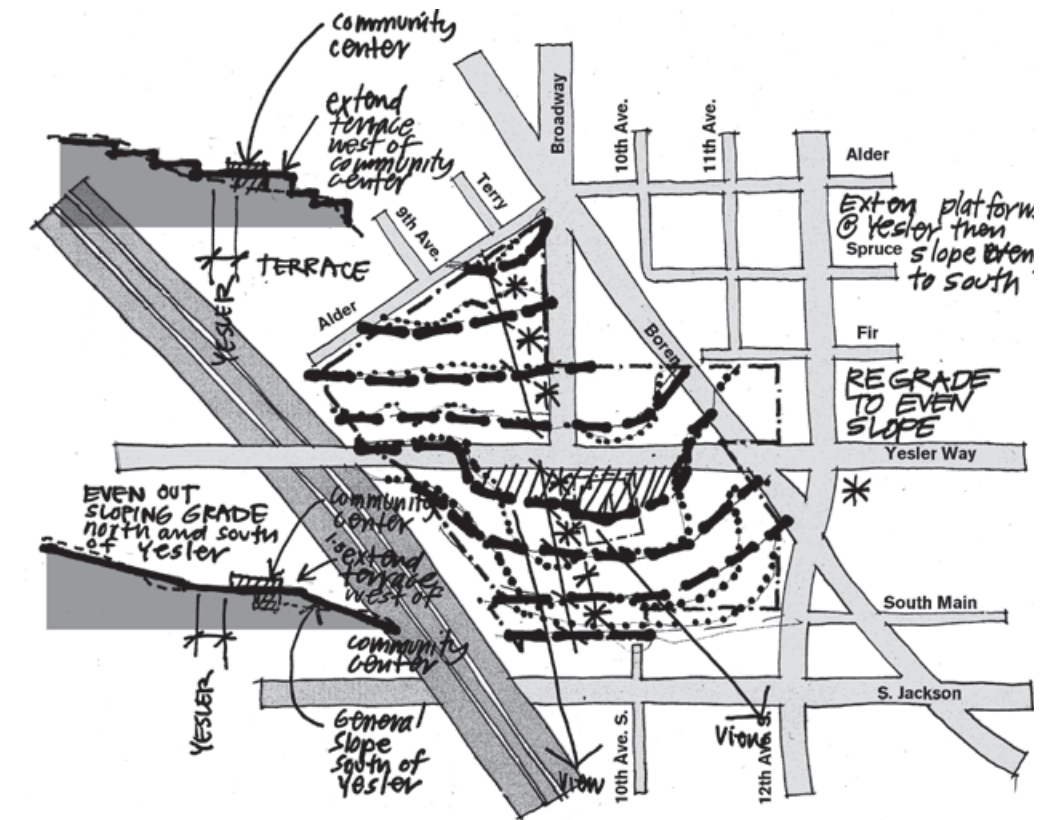 community
center
extend
terrace
west of
community
center
YESLER
TERRACE
Broadway
10th Ave.
11th Ave.
Terry
9th Ave.
Alder
Alder
Exten platform
@ Yesler then
slope even
to south
Spruce
Boren
Fir
REGRADE
TO EVEN
SLOPE
Yesler Way
EVEN OUT
SLOPING GRADE
north and south
of Yesler
community
center
extend
terrace
west of
community
center
YESLER
General
slope
south of
Yesler
South Main
S. Jackson
View
View
10th Ave. S.
12th Ave. S.